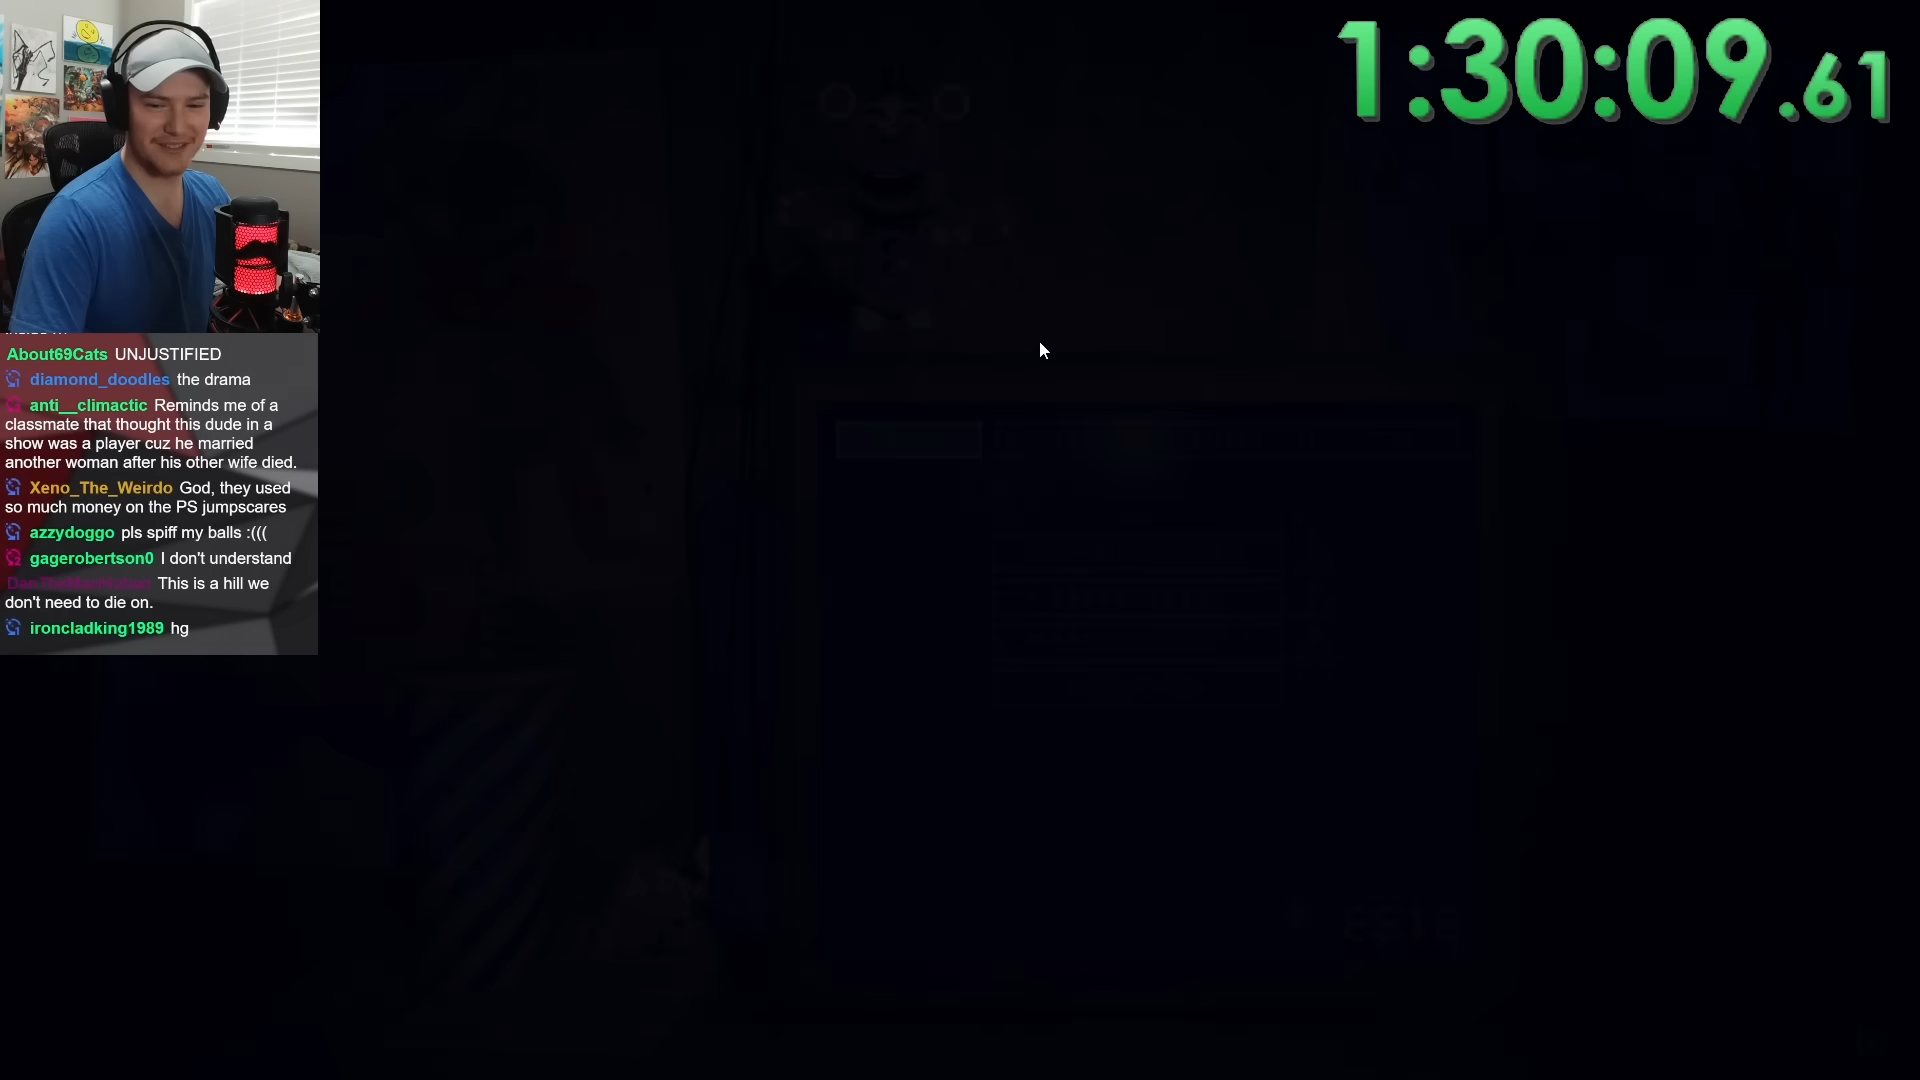 1:30:09.61
About69Cats UNJUSTIFIED
diamond_doodles the drama
anti__climactic Reminds me of a
classmate that thought this dude in a
show was a player cuz he married
another woman after his other wife died.
Xeno_The_Weirdo God, they used
so much money on the PS jumpscares
azzydoggo pls spiff my balls :(((
gagerobertson0 I don't understand
This is a hill we
don't need to die on.
ironcladking1989 hg